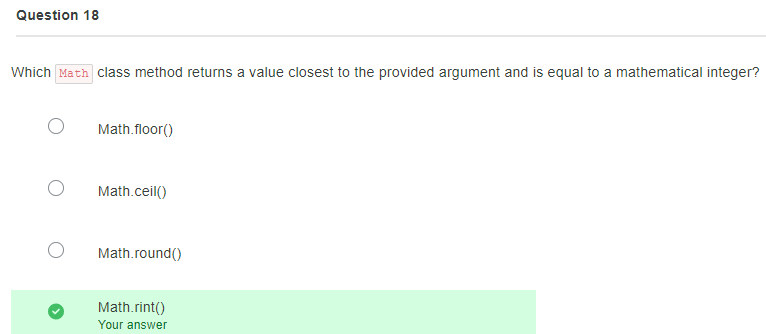 Question 18
Which Math class method returns a value closest to the provided argument and is equal to a mathematical integer?
Math.floor()
Math.ceil()
Math.round()
Math.rint()
Your answer